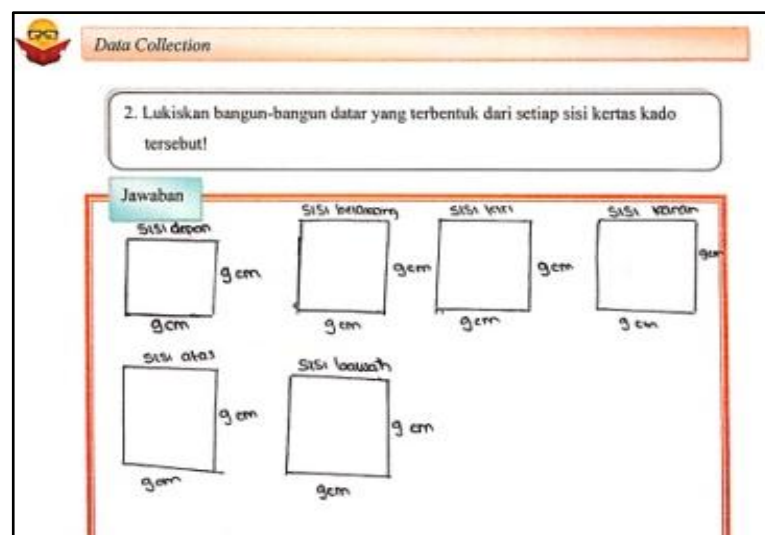 Data Collection
2. Lukiskan bangun-bangun datar yang terbentuk dari setiap sisi kertas kado
tersebut!
Jawaban
sisi depan
sisi belakang
sisi kiri
sisi kanan
9 cm
9 cm
9 cm
9 cm
9 cm
9 cm
9 cm
9 cm
sisi atas
sisi bawah
9 cm
9 cm
9 cm
9 cm